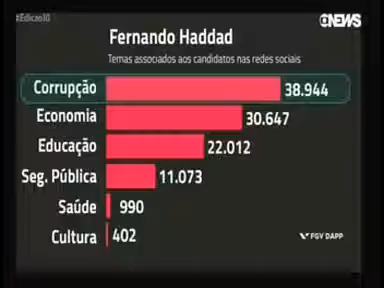 #Edicao10
GNEWS
Fernando Haddad
Temas associados aos candidatos nas redes sociais
Corrupção 38.944
Economia 30.647
Educação 22.012
Seg. Pública 11.073
Saúde 990
Cultura 402
FGV DAPP